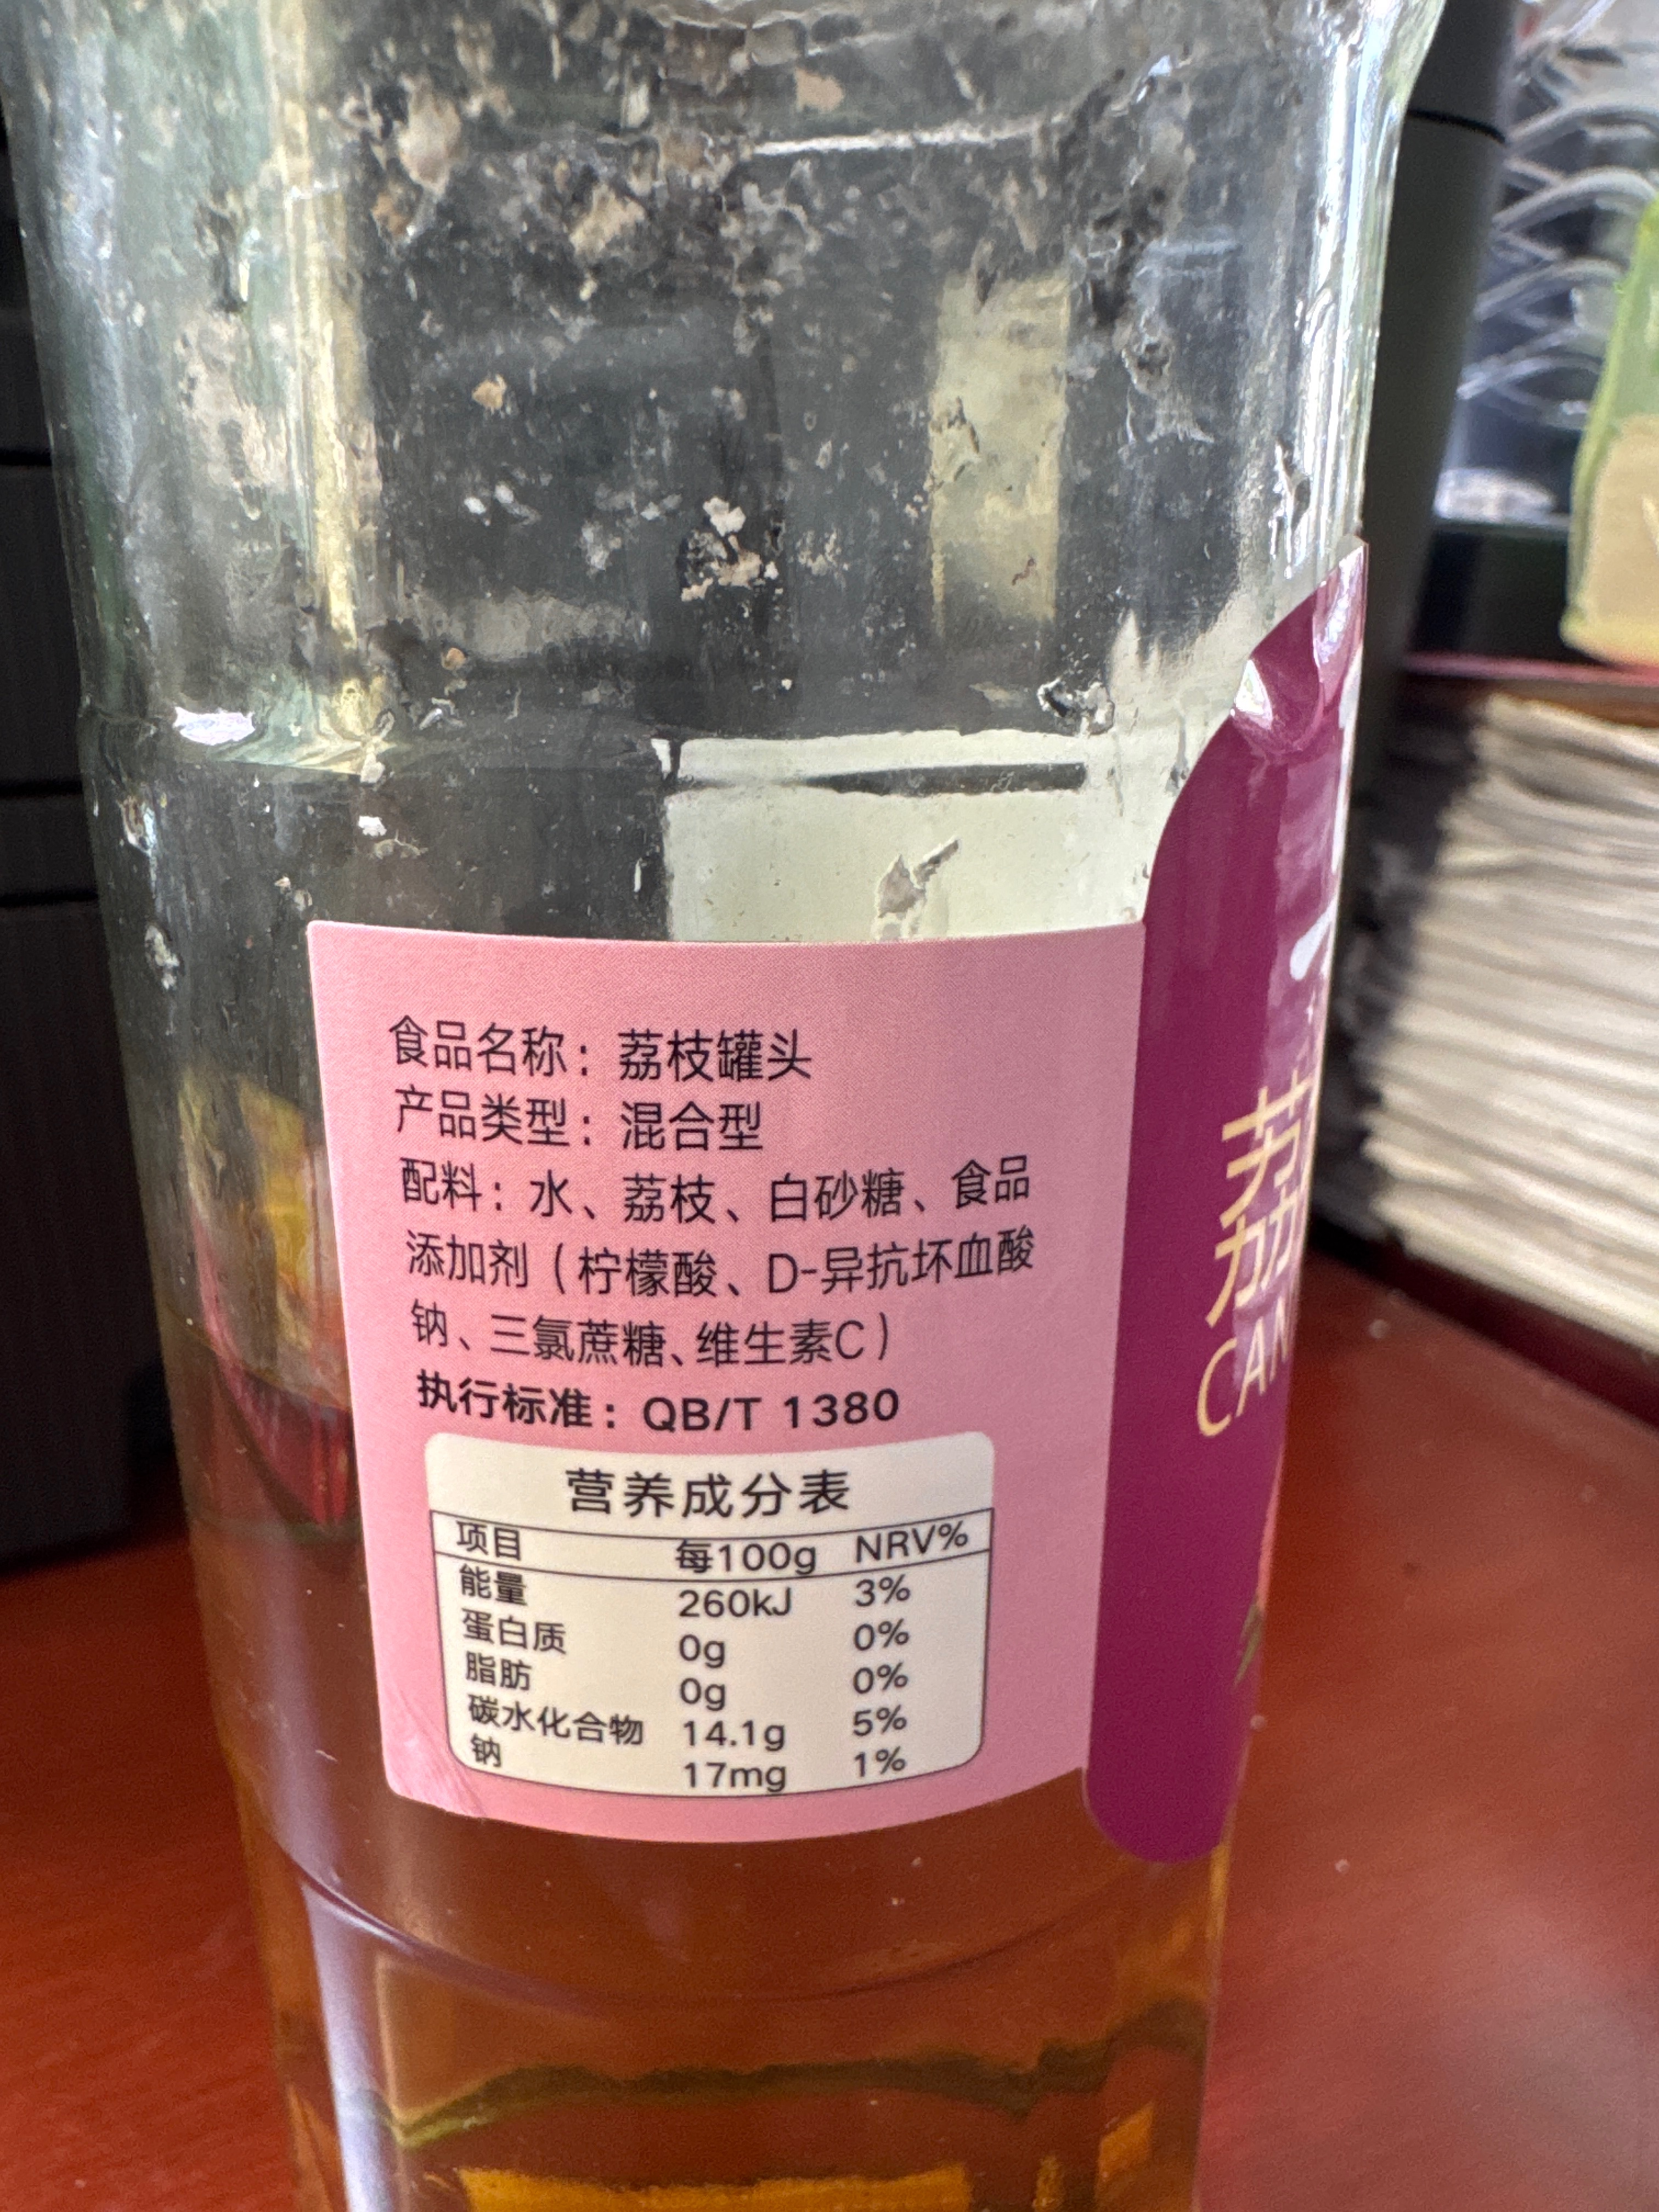 食品名称：荔枝罐头
产品类型：混合型
配料：水、荔枝、白砂糖、食品
添加剂（柠檬酸、D-异抗坏血酸
钠、三氯蔗糖、维生素C）
执行标准：QB/T 1380
营养成分表
项目 每100g NRV%
能量 260kJ 3%
蛋白质 0g 0%
脂肪 0g 0%
碳水化合物 14.1g 5%
钠 17mg 1%
荔
CAN